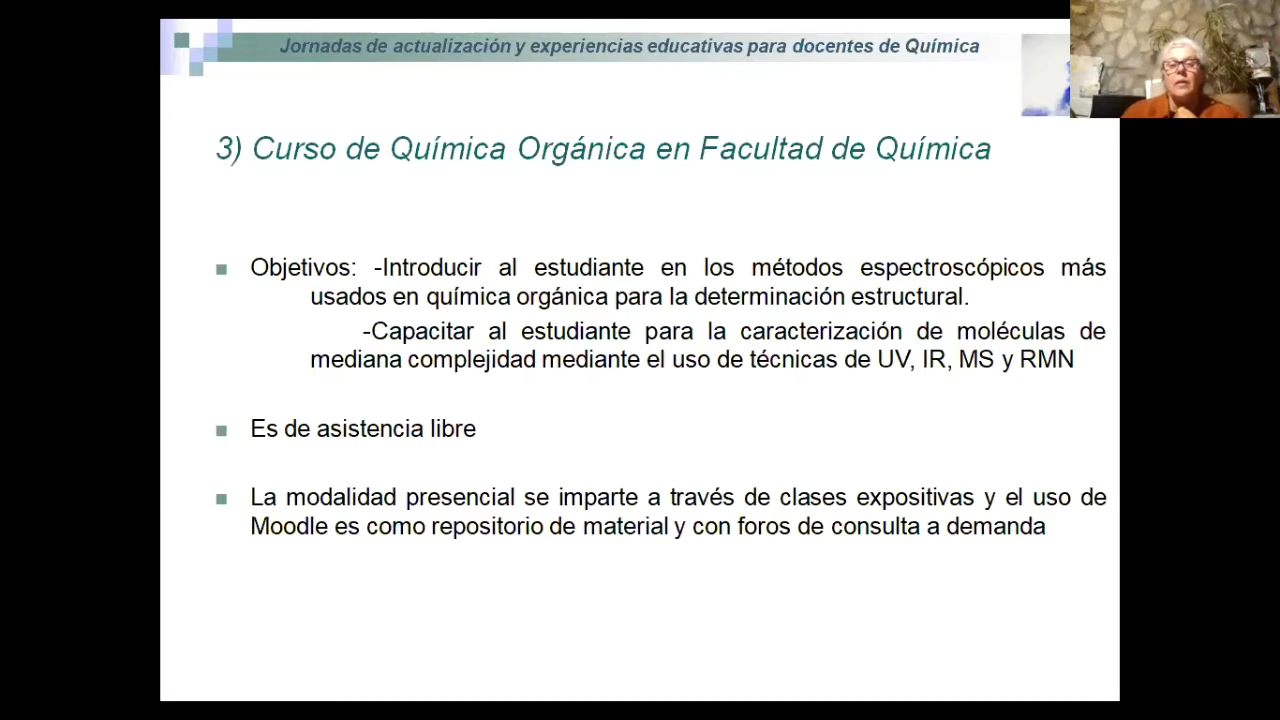 Jornadas de actualización y experiencias educativas para docentes de Química
3) Curso de Química Orgánica en Facultad de Química
Objetivos: -Introducir al estudiante en los métodos espectroscópicos más
usados en química orgánica para la determinación estructural.
-Capacitar al estudiante para la caracterización de moléculas de
mediana complejidad mediante el uso de técnicas de UV, IR, MS y RMN
Es de asistencia libre
La modalidad presencial se imparte a través de clases expositivas y el uso de
Moodle es como repositorio de material y con foros de consulta a demanda